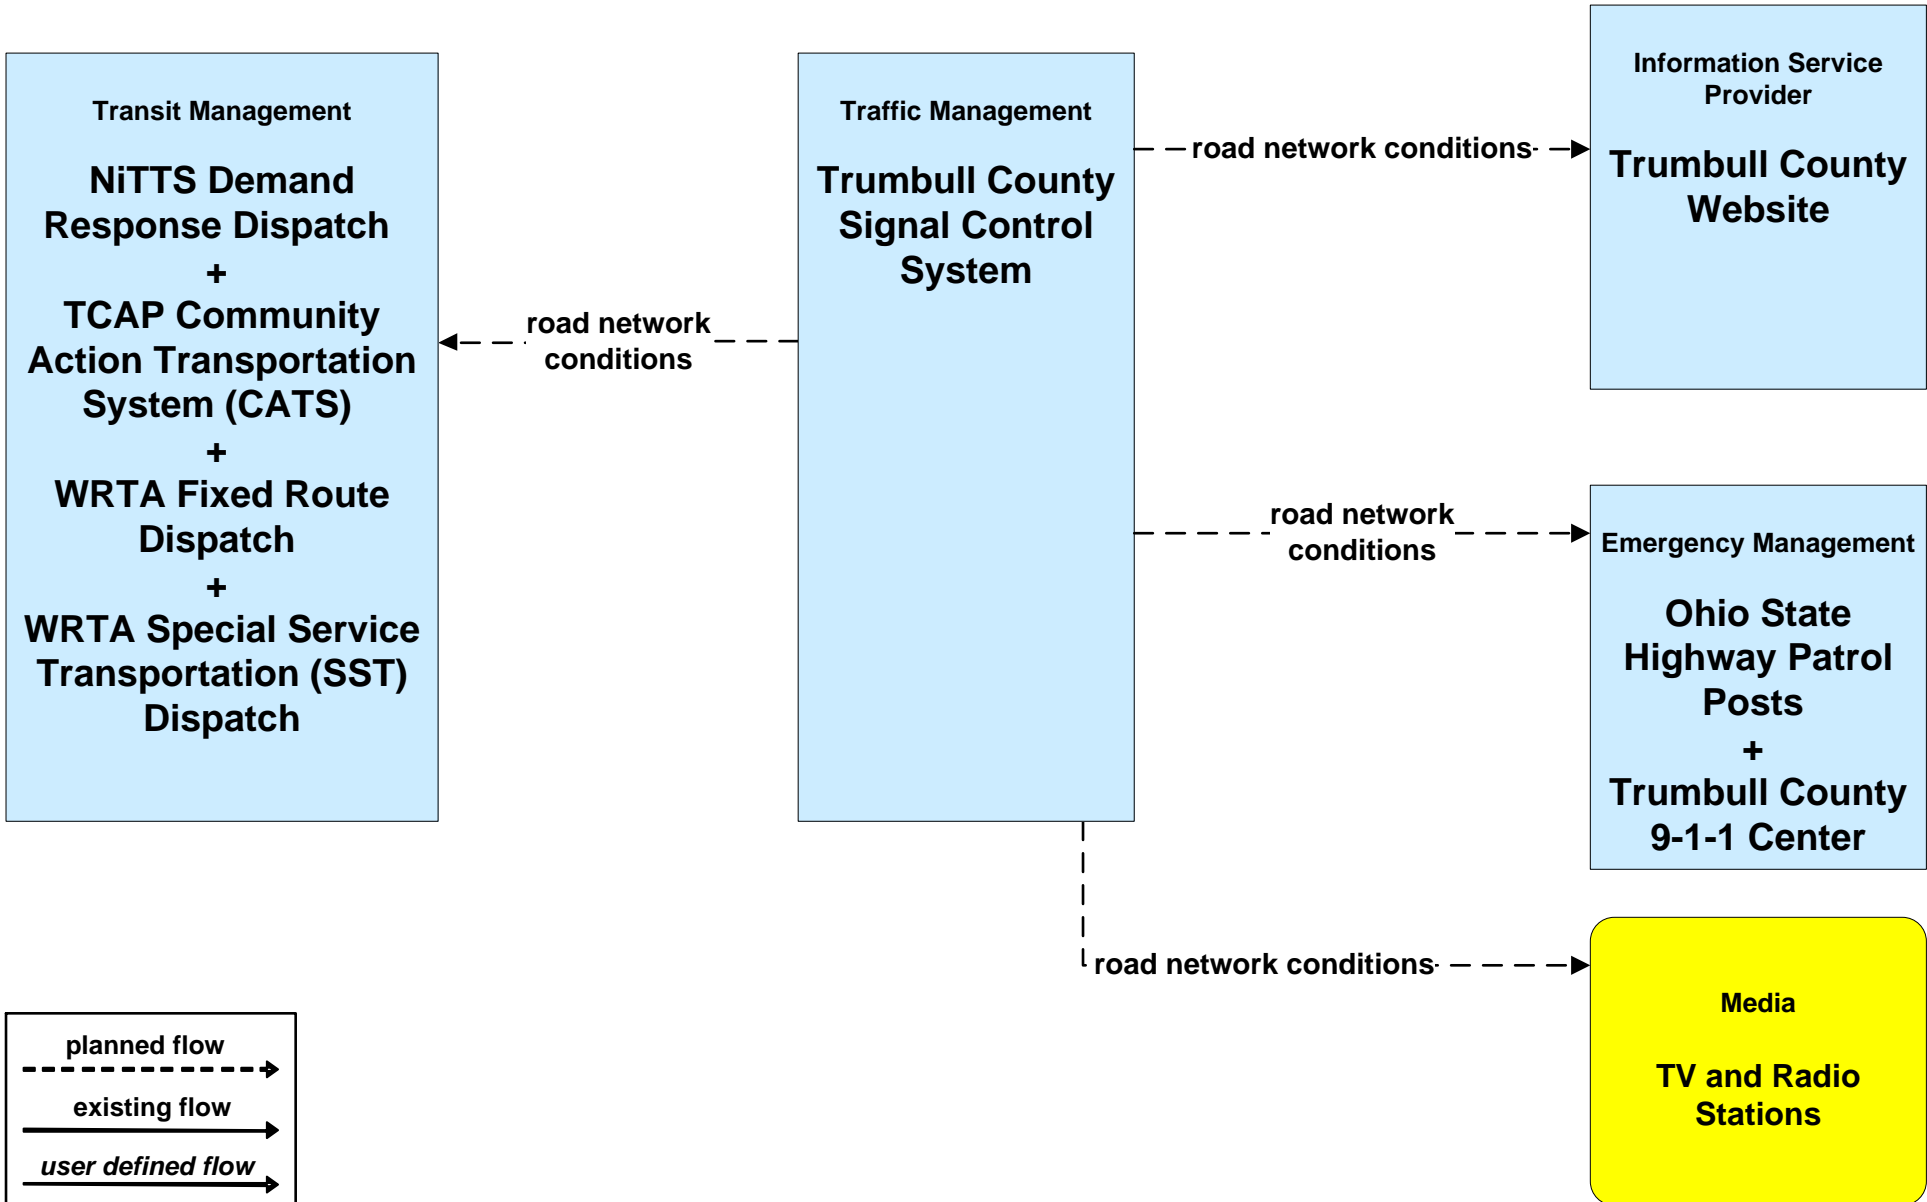 Transit Management
NiTTS Demand
Response Dispatch
+
TCAP Community
Action Transportation
System (CATS)
+
WRTA Fixed Route
Dispatch
+
WRTA Special Service
Transportation (SST)
Dispatch
road network
conditions
Traffic Management
Trumbull County
Signal Control
System
road network conditions
Information Service
Provider
Trumbull County
Website
road network
conditions
Emergency Management
Ohio State
Highway Patrol
Posts
+
Trumbull County
9-1-1 Center
road network conditions
Media
TV and Radio
Stations
planned flow
existing flow
user defined flow